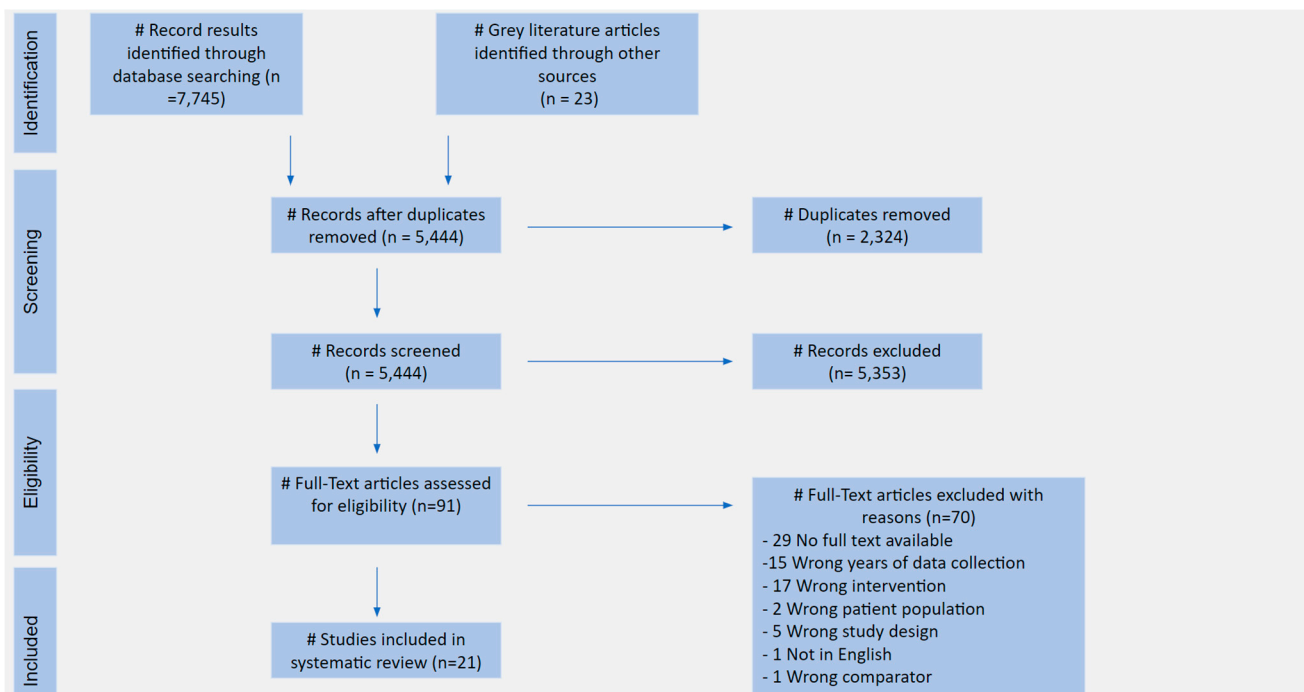 Identification
# Record results
identified through
database searching (n
=7,745)
# Grey literature articles
identified through other
sources
(n = 23)
Screening
# Records after duplicates
removed (n = 5,444)
# Duplicates removed
(n = 2,324)
# Records screened
(n = 5,444)
# Records excluded
(n= 5,353)
Eligibility
# Full-Text articles assessed
for eligibility (n=91)
# Full-Text articles excluded with
reasons (n=70)
- 29 No full text available
-15 Wrong years of data collection
- 17 Wrong intervention
- 2 Wrong patient population
- 5 Wrong study design
- 1 Not in English
- 1 Wrong comparator
Included
# Studies included in
systematic review (n=21)